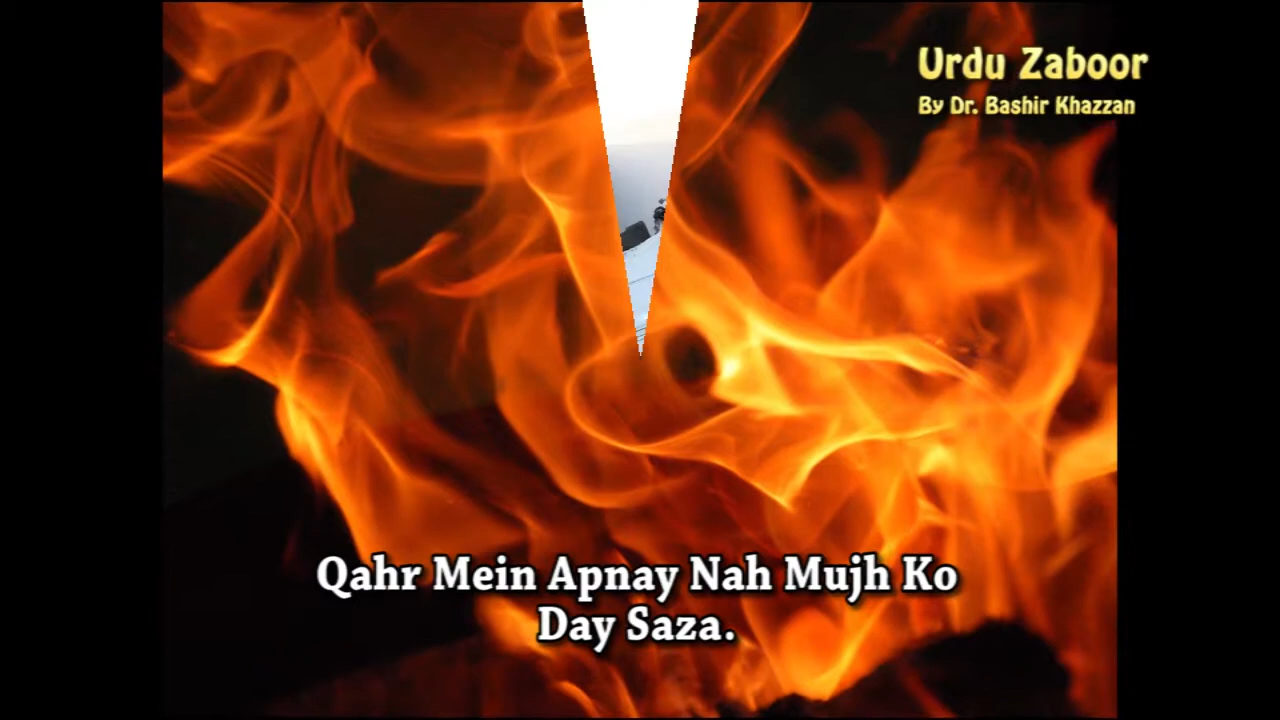 Urdu Zaboor
By Dr. Bashir Khazzan
Qahr Mein Apnay Nah Mujh Ko
Day Saza.